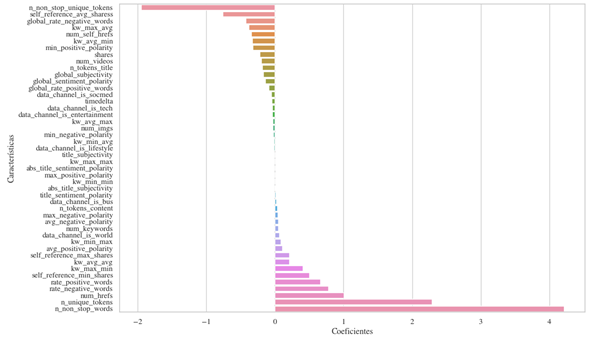 n_non_stop_unique_tokens
self_reference_avg_sharess
global_rate_negative_words
kw_max_avg
num_self_hrefs
kw_avg_min
min_positive_polarity
shares
num_videos
n_tokens_title
global_subjectivity
global_sentiment_polarity
global_rate_positive_words
data_channel_is_socmed
timedelta
data_channel_is_tech
data_channel_is_entertainment
kw_avg_max
num_imgs
min_negative_polarity
kw_min_avg
data_channel_is_lifestyle
title_subjectivity
kw_max_max
abs_title_sentiment_polarity
max_positive_polarity
kw_min_min
abs_title_subjectivity
title_sentiment_polarity
data_channel_is_bus
n_tokens_content
max_negative_polarity
avg_negative_polarity
num_keywords
data_channel_is_world
kw_min_max
avg_positive_polarity
self_reference_max_shares
kw_avg_avg
kw_max_min
self_reference_min_shares
rate_positive_words
rate_negative_words
num_hrefs
n_unique_tokens
n_non_stop_words
Características
−2 −1 0 1 2 3 4
Coeficientes